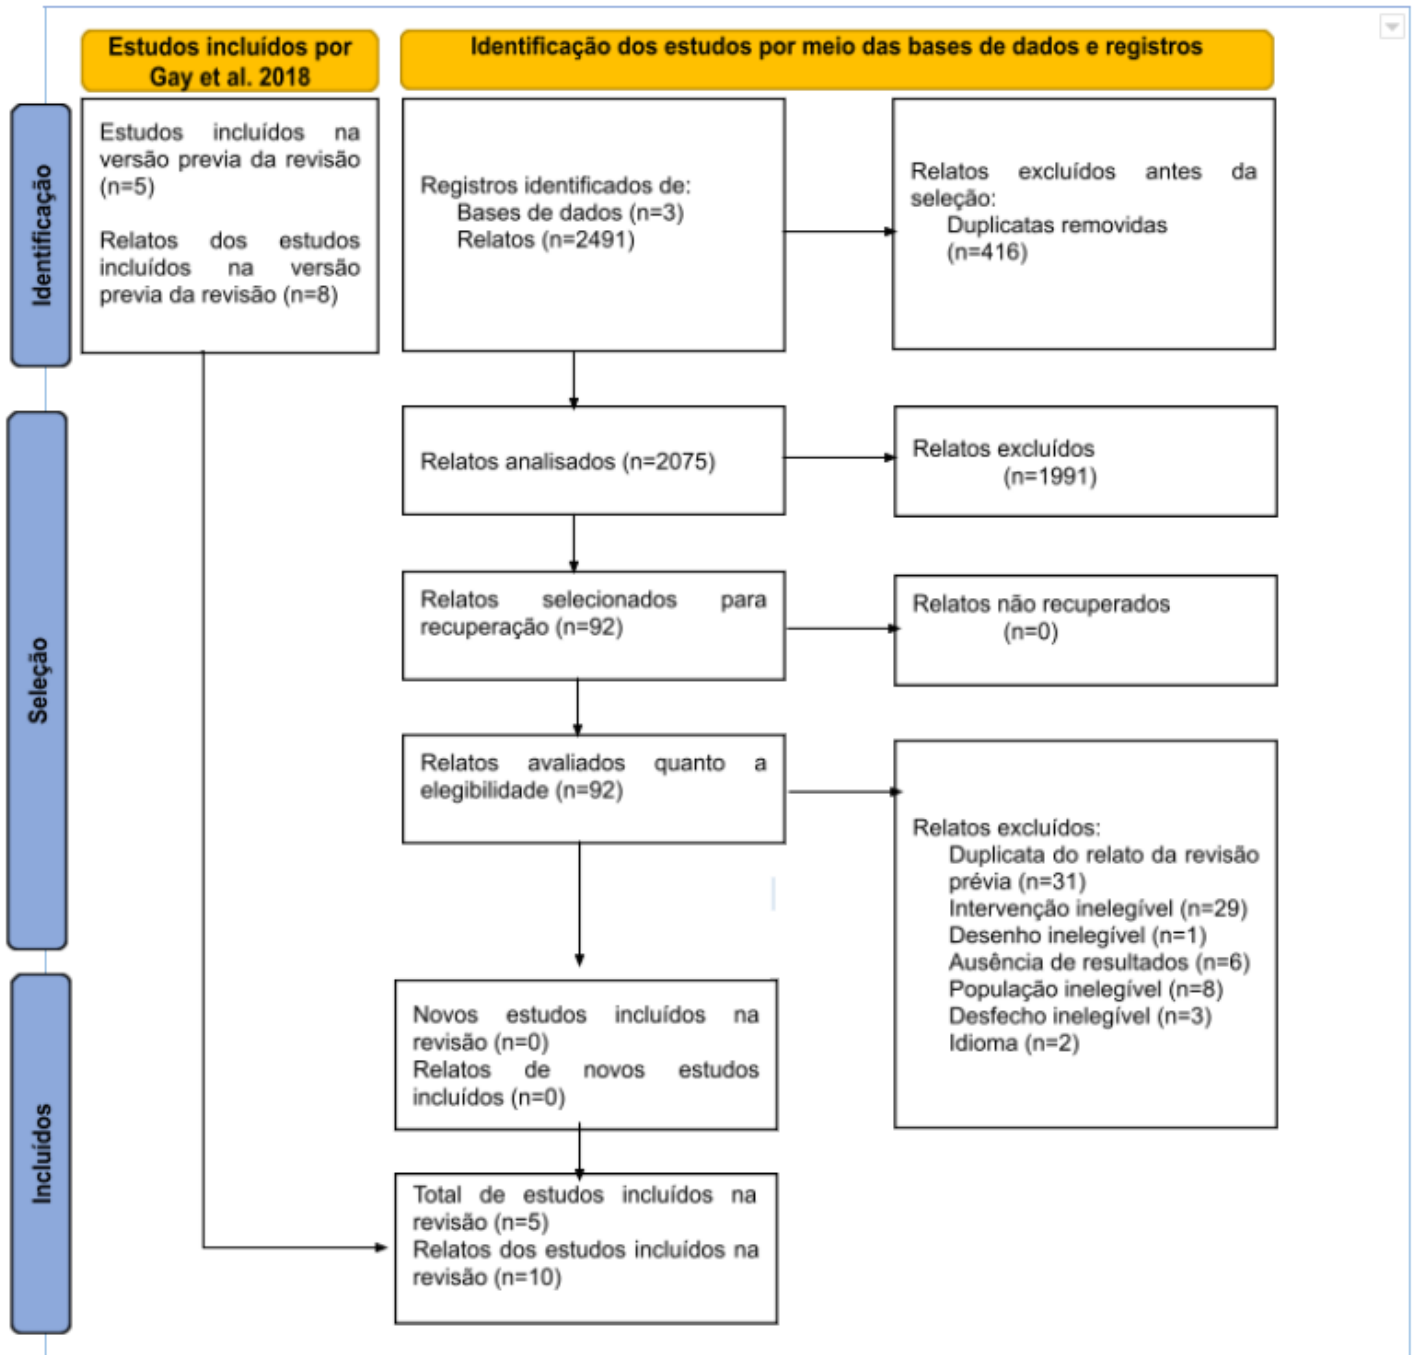 Estudos incluídos por
Gay et al. 2018
Identificação dos estudos por meio das bases de dados e registros
Identificação
Estudos incluídos na
versão previa da revisão
(n=5)
Relatos dos estudos
incluídos na versão
previa da revisão (n=8)
Registros identificados de:
Bases de dados (n=3)
Relatos (n=2491)
Relatos excluídos antes da
seleção:
Duplicatas removidas
(n=416)
Seleção
Relatos analisados (n=2075)
Relatos excluídos
(n=1991)
Relatos selecionados para
recuperação (n=92)
Relatos não recuperados
(n=0)
Relatos avaliados quanto a
elegibilidade (n=92)
Relatos excluídos:
Duplicata do relato da revisão
prévia (n=31)
Intervenção inelegível (n=29)
Desenho inelegível (n=1)
Ausência de resultados (n=6)
População inelegível (n=8)
Desfecho inelegível (n=3)
Idioma (n=2)
Incluídos
Novos estudos incluídos na
revisão (n=0)
Relatos de novos estudos
incluídos (n=0)
Total de estudos incluídos na
revisão (n=5)
Relatos dos estudos incluídos na
revisão (n=10)